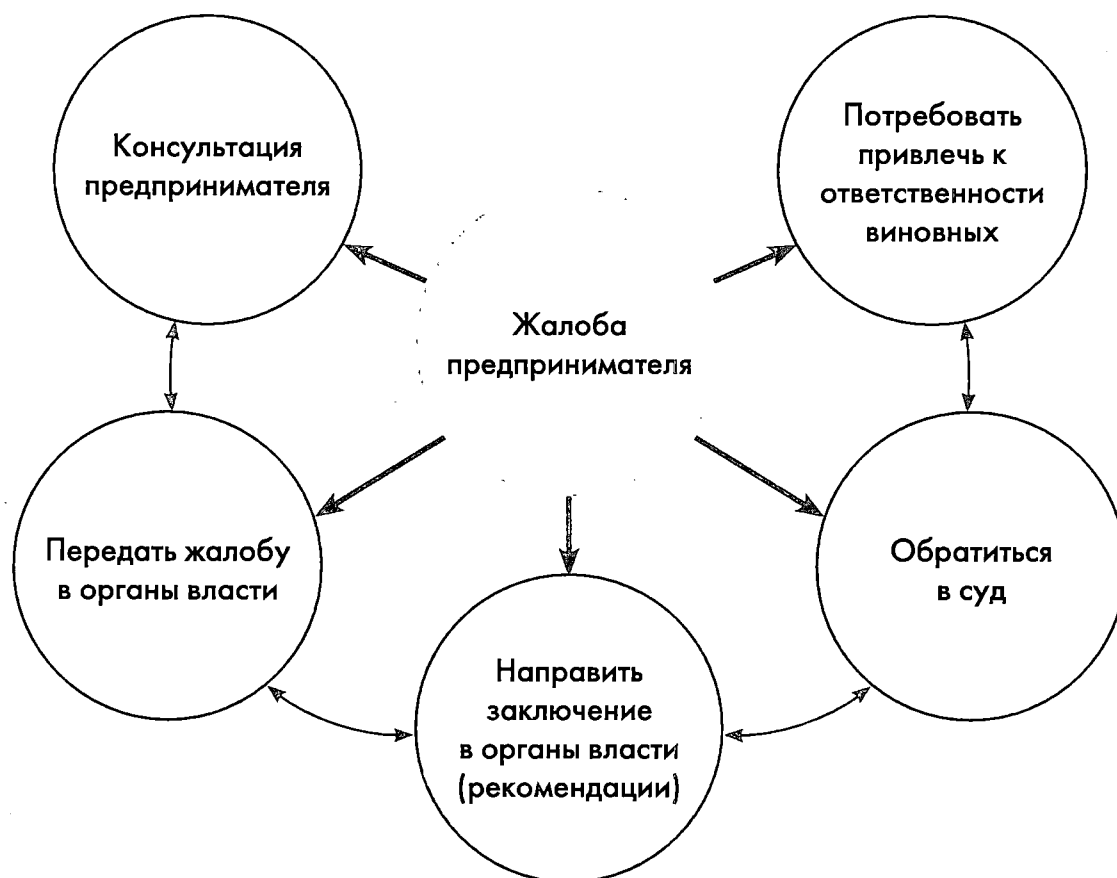 Консультация
предпринимателя
Потребовать
привлечь к
ответственности
виновных
Жалоба
предпринимателя
Передать жалобу
в органы власти
Обратиться
в суд
Направить
заключение
в органы власти
(рекомендации)